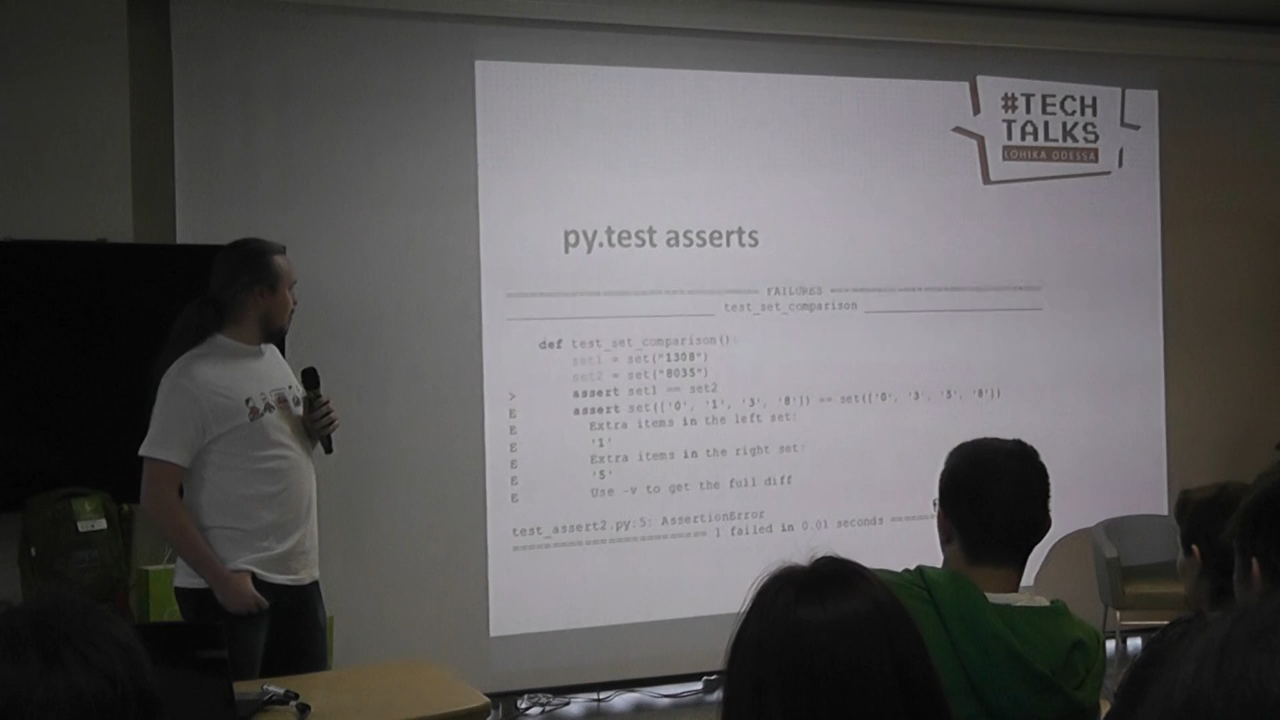 #TECH
TALKS
LOHIKA ODESSA
py.test asserts
======================= FAILURES =======================
_______________ test_set_comparison _______________
def test_set_comparison():
set1 = set("1308")
set2 = set("8035")
> assert set1 == set2
E assert set(['0', '1', '3', '8']) == set(['0', '3', '5', '8'])
E Extra items in the left set:
E '1'
E Extra items in the right set:
E '5'
E Use -v to get the full diff
test_assert2.py:5: AssertionError
======================= 1 failed in 0.01 seconds =======